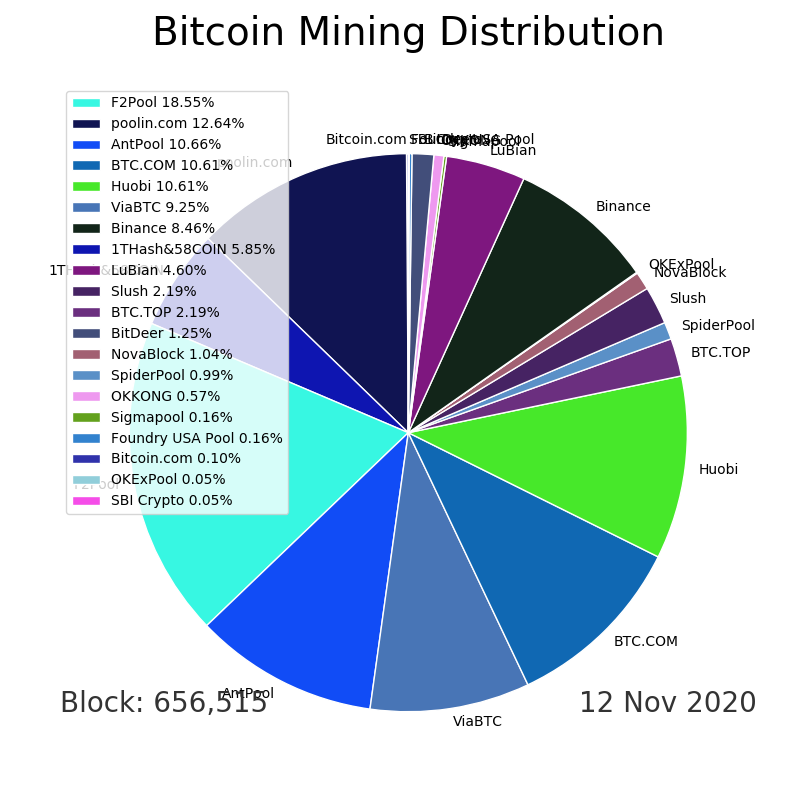 Bitcoin Mining Distribution
F2Pool 18.55%
poolin.com 12.64%
AntPool 10.66%
BTC.COM 10.61%
Huobi 10.61%
ViaBTC 9.25%
Binance 8.46%
1THash&58COIN 5.85%
LuBian 4.60%
Slush 2.19%
BTC.TOP 2.19%
BitDeer 1.25%
NovaBlock 1.04%
SpiderPool 0.99%
OKKONG 0.57%
Sigmapool 0.16%
Foundry USA Pool 0.16%
Bitcoin.com 0.10%
OKExPool 0.05%
SBI Crypto 0.05%
poolin.com
Bitcoin.com
LuBian
Binance
OKExPool
NovaBlock
Slush
SpiderPool
BTC.TOP
Huobi
BTC.COM
ViaBTC
AntPool
F2Pool
Block: 656,515
12 Nov 2020